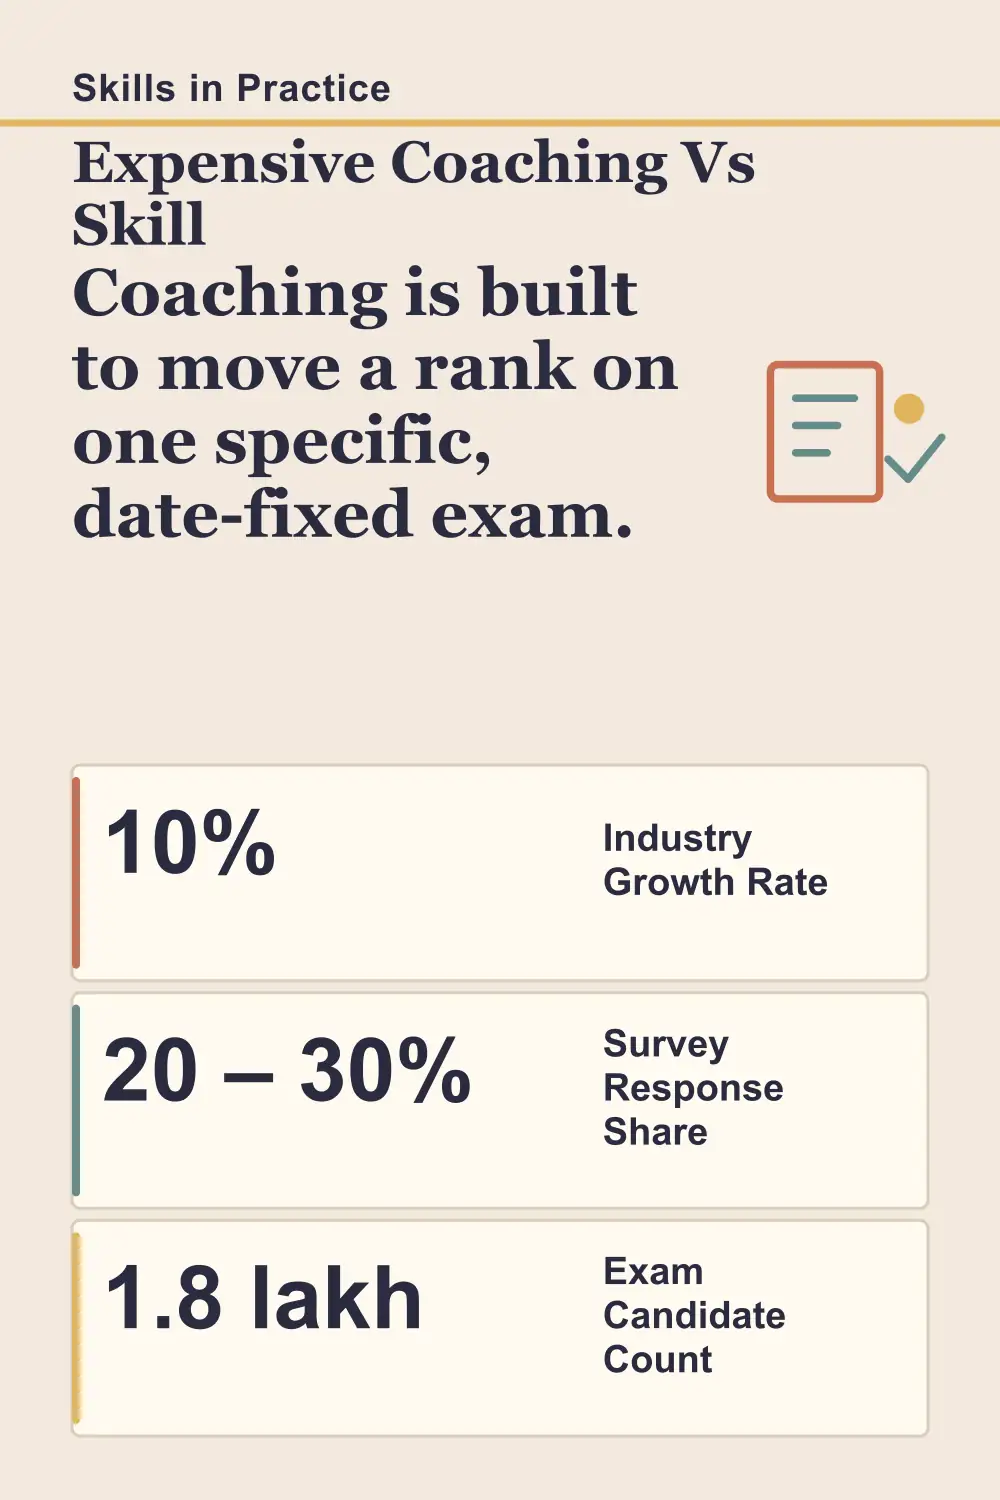 Skills in Practice
Expensive Coaching Vs
Skill
Coaching is built
to move a rank on
one specific,
date-fixed exam.
10%
Industry
Growth Rate
20 – 30%
Survey
Response
Share
1.8 lakh
Exam
Candidate
Count